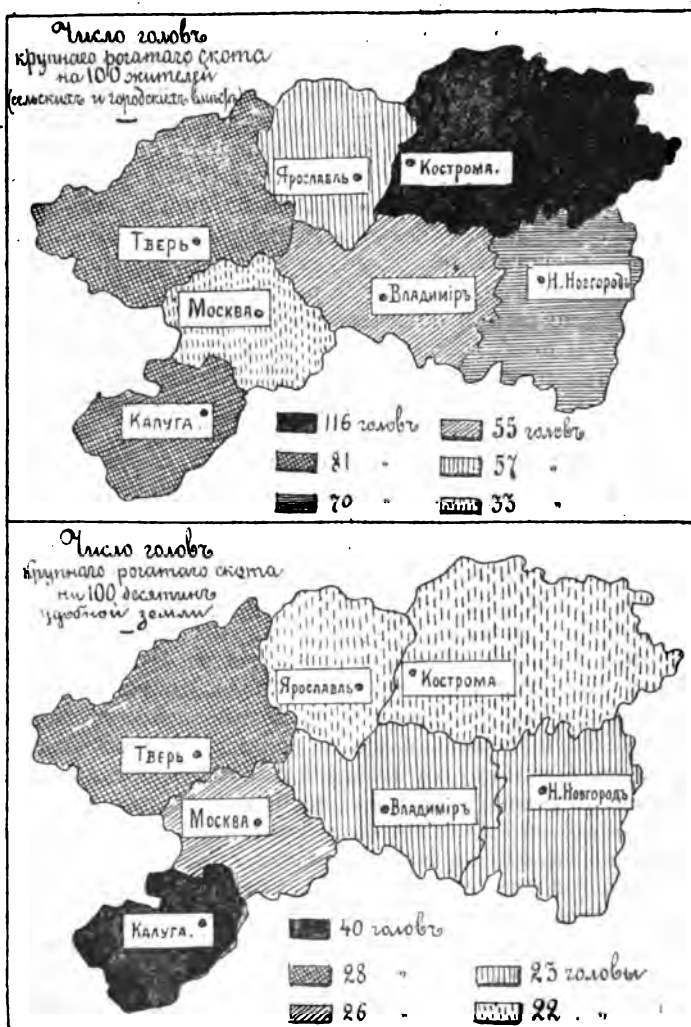 Число головъ
крупнаго рогатаго скота
на 100 жителей
(сельскихъ и городскихъ вмѣстѣ)
Ярославль
Кострома.
Тверь
Владиміръ
Н. Новгородъ
Москва
Калуга.
116 головъ
55 головъ
81 "
57 "
70 "
33 "
Число головъ
крупнаго рогатаго скота
на 100 десятинъ
удобной земли
Ярославль
Кострома
Тверь
Владиміръ
Н. Новгородъ
Москва
Калуга.
40 головъ
28 "
23 головы
26 "
22 . "